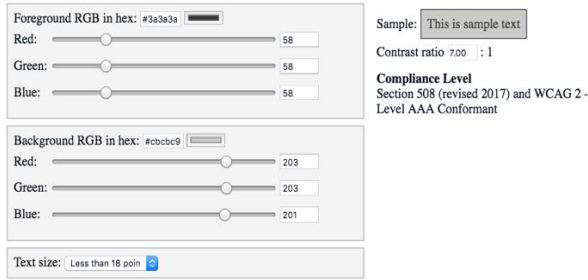 Foreground RGB in hex: #3a3a3a
Red: 58
Green: 58
Blue: 58
Background RGB in hex: #cbcbc9
Red: 203
Green: 203
Blue: 201
Text size: Less than 18 poin
Sample: This is sample text
Contrast ratio 7.00 : 1
Compliance Level
Section 508 (revised 2017) and WCAG 2 -
Level AAA Conformant